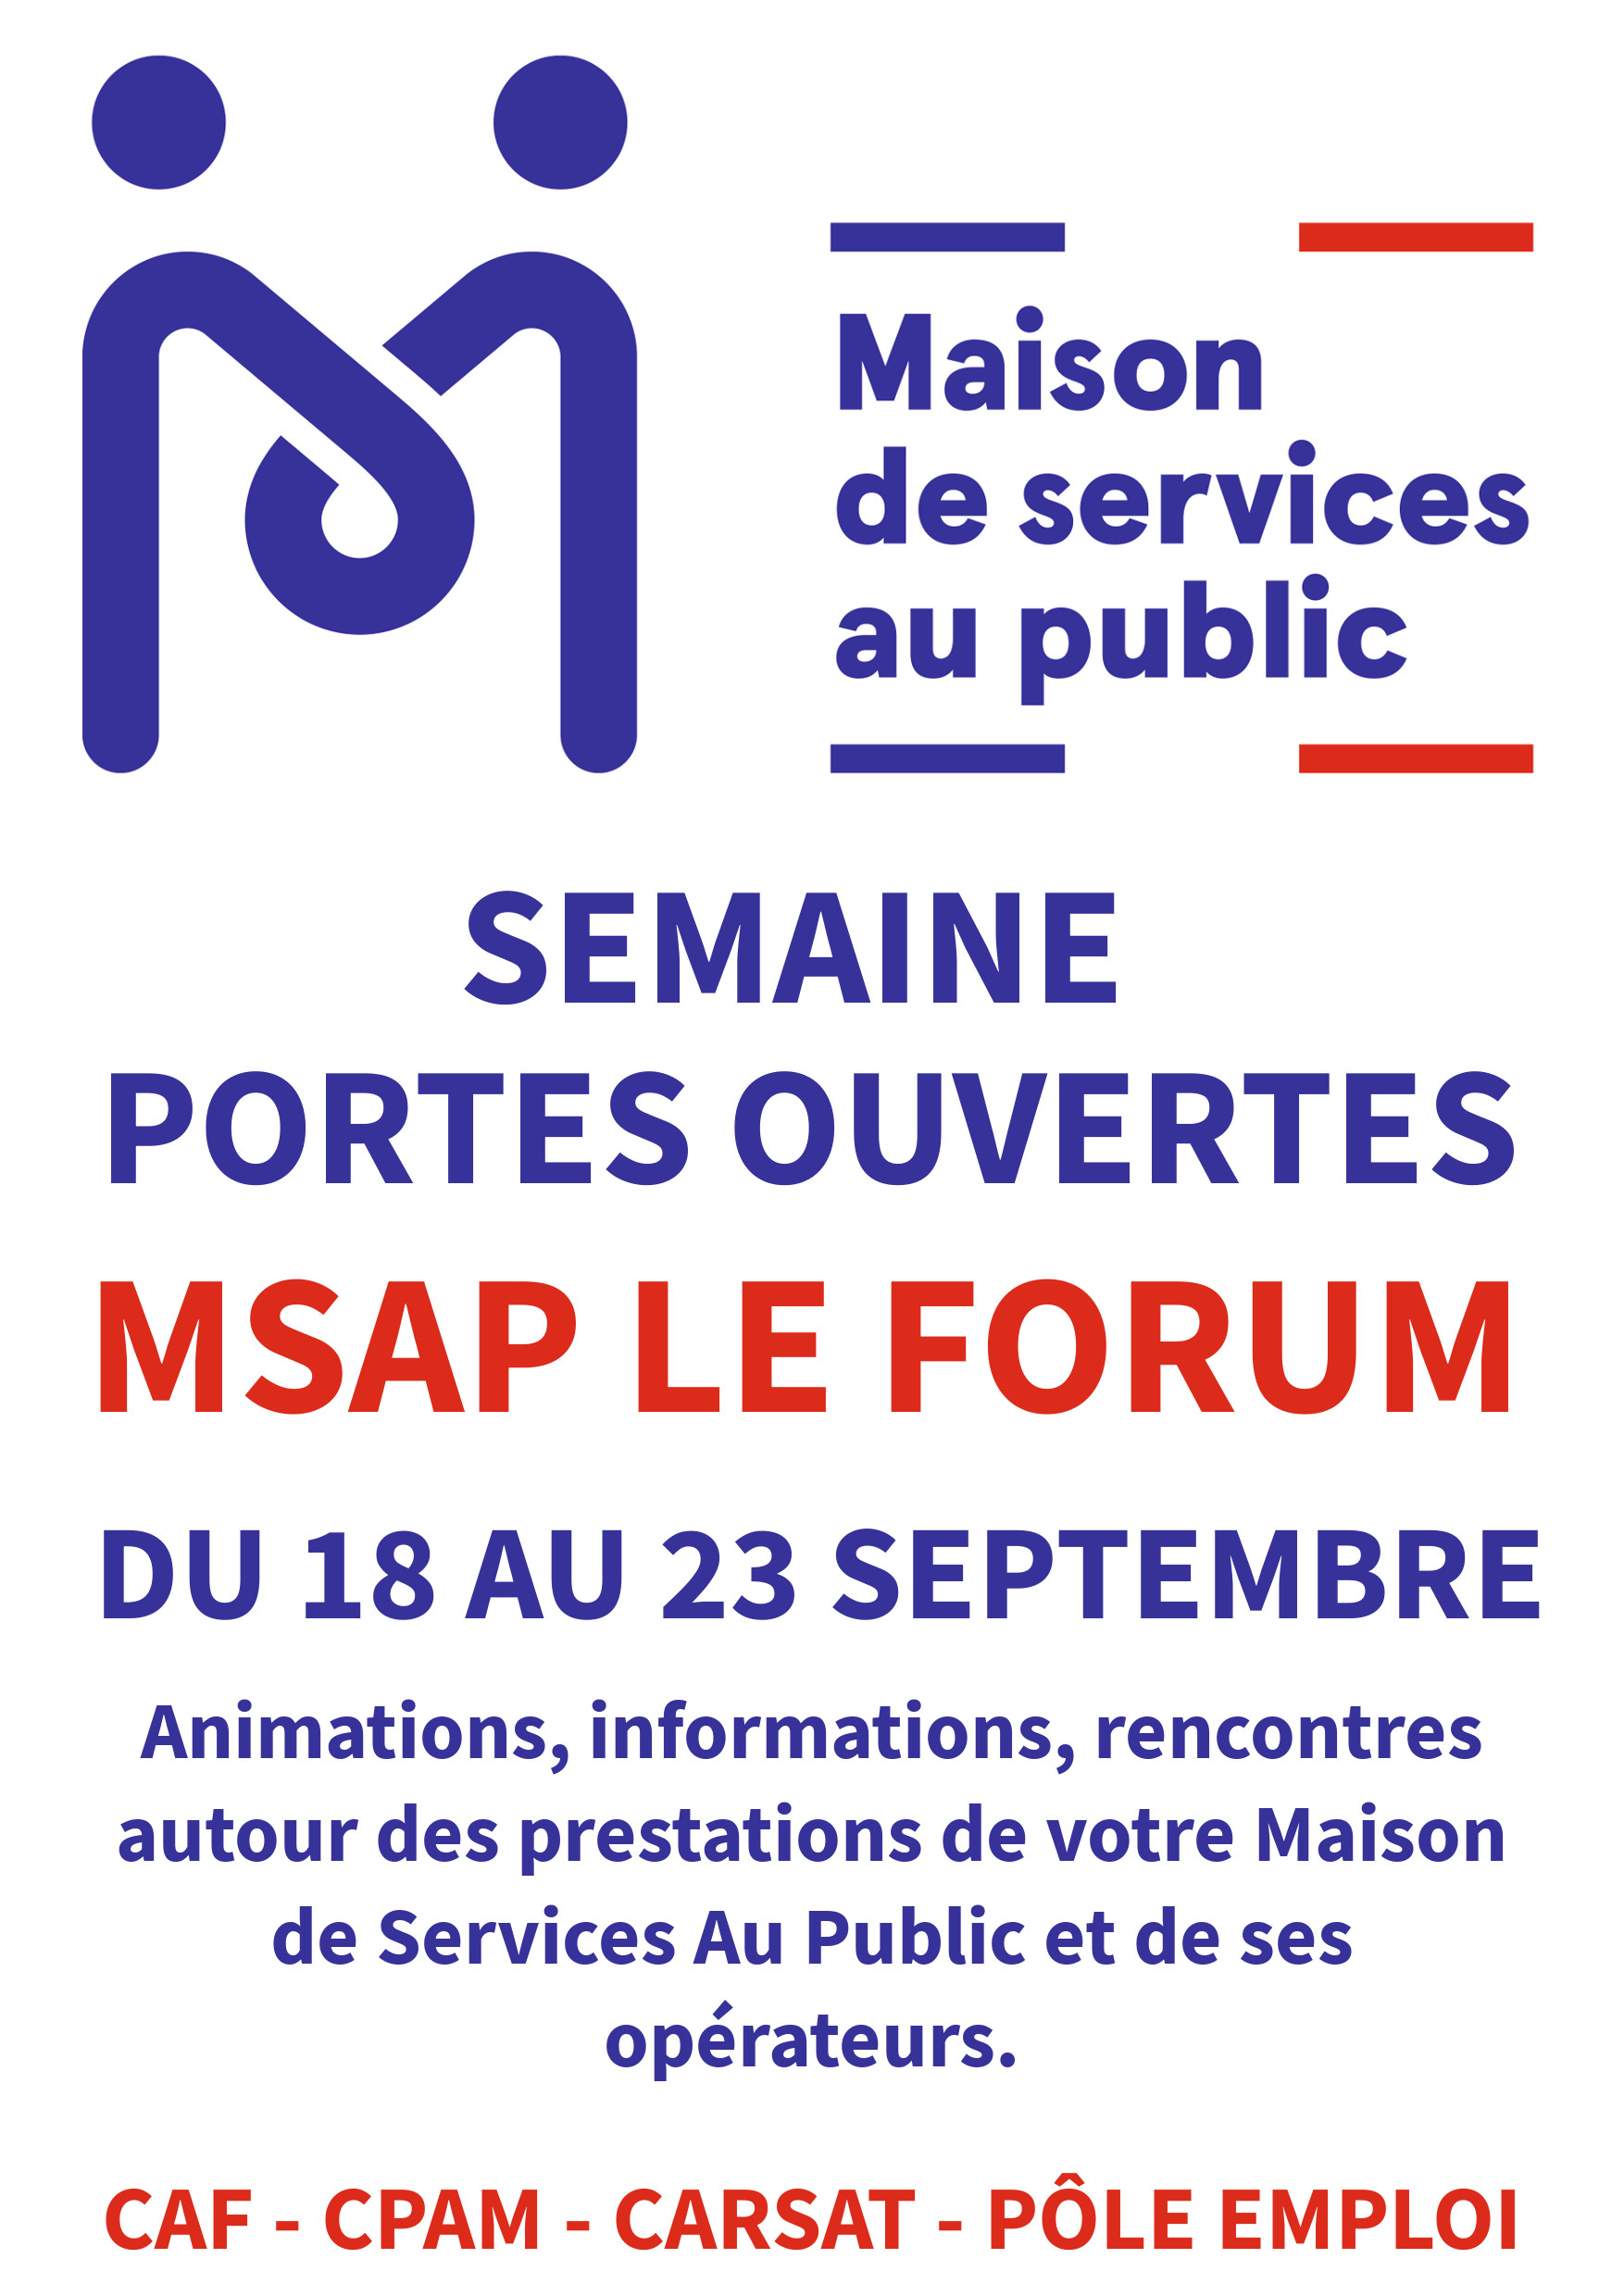 Maison
de services
au public
SEMAINE
PORTES OUVERTES
MSAP LE FORUM
DU 18 AU 23 SEPTEMBRE
Animations, informations, rencontres
autour des prestations de votre Maison
de Services Au Public et de ses
opérateurs.
CAF - CPAM - CARSAT - PÔLE EMPLOI